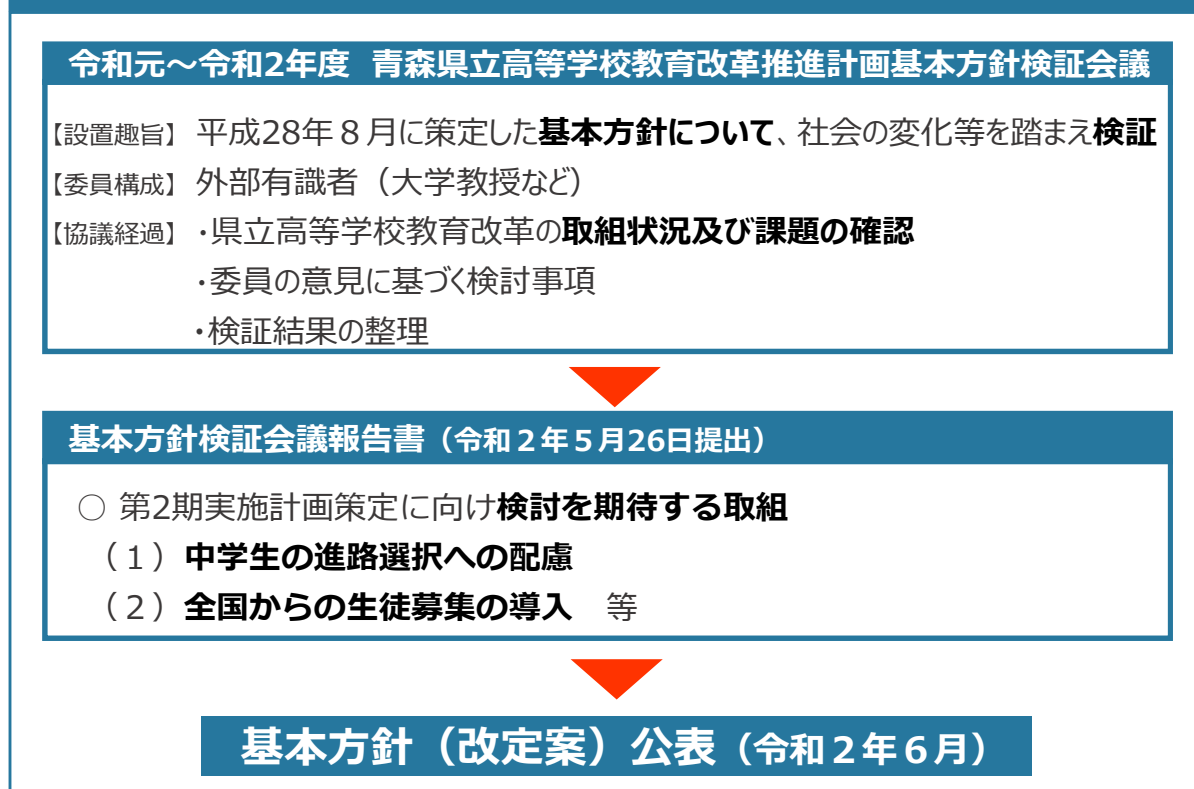 令和元～令和2年度 青森県立高等学校教育改革推進計画基本方針検証会議
【設置趣旨】 平成28年８月に策定した基本方針について、社会の変化等を踏まえ検証
【委員構成】 外部有識者（大学教授など）
【協議経過】 ・県立高等学校教育改革の取組状況及び課題の確認
・委員の意見に基づく検討事項
・検証結果の整理
基本方針検証会議報告書（令和２年５月26日提出）
○ 第2期実施計画策定に向け検討を期待する取組
（１）中学生の進路選択への配慮
（２）全国からの生徒募集の導入 等
基本方針（改定案）公表（令和２年６月）